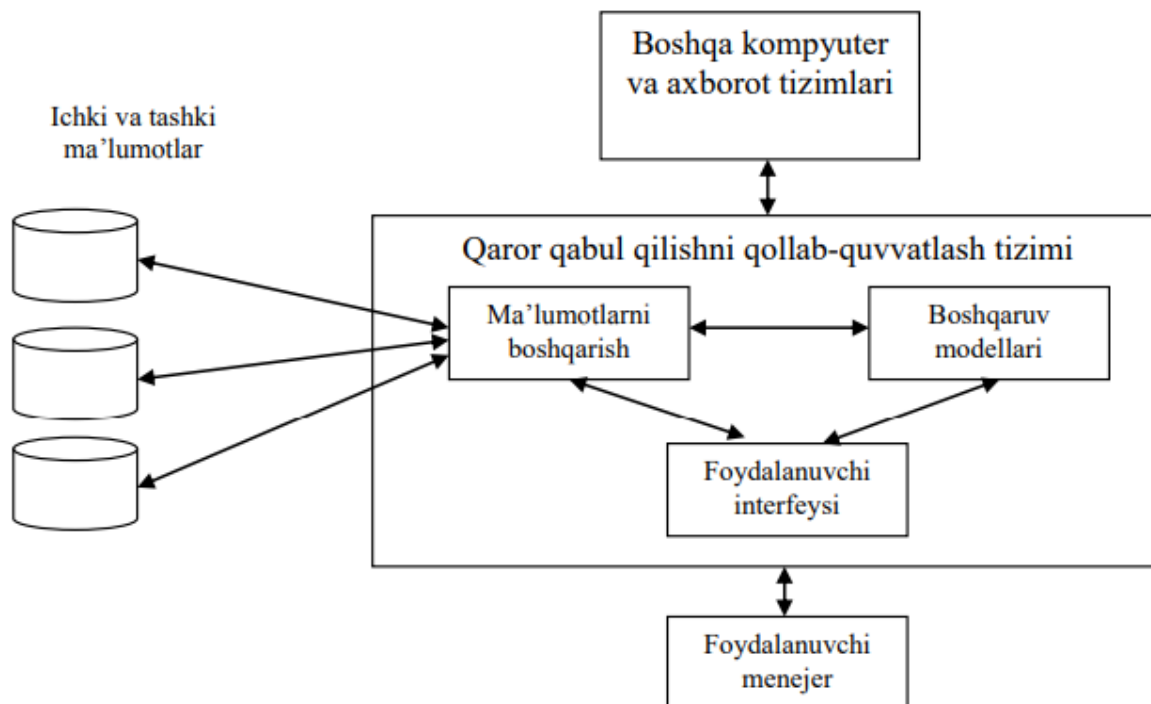 Boshqa kompyuter
va axborot tizimlari
Ichki va tashki
ma’lumotlar
Qaror qabul qilishni qollab-quvvatlash tizimi
Ma’lumotlarni
boshqarish
Boshqaruv
modellari
Foydalanuvchi
interfeysi
Foydalanuvchi
menejer